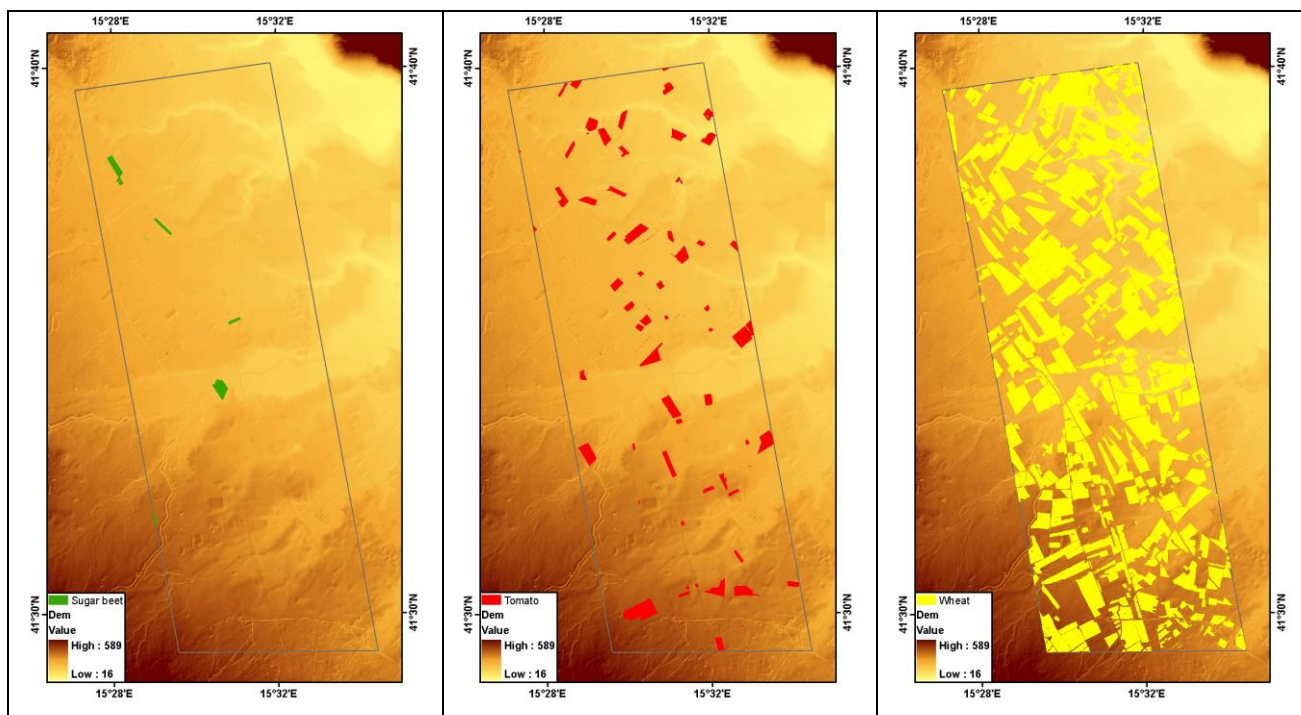 15°28'E 15°32'E
41°40'N 41°40'N
41°30'N 41°30'N
Sugar beet
Dem
Value
High : 589
Low : 16
15°28'E 15°32'E
15°28'E 15°32'E
41°40'N 41°40'N
41°30'N 41°30'N
Tomato
Dem
Value
High : 589
Low : 16
15°28'E 15°32'E
15°28'E 15°32'E
41°40'N 41°40'N
41°30'N 41°30'N
Wheat
Dem
Value
High : 589
Low : 16
15°28'E 15°32'E